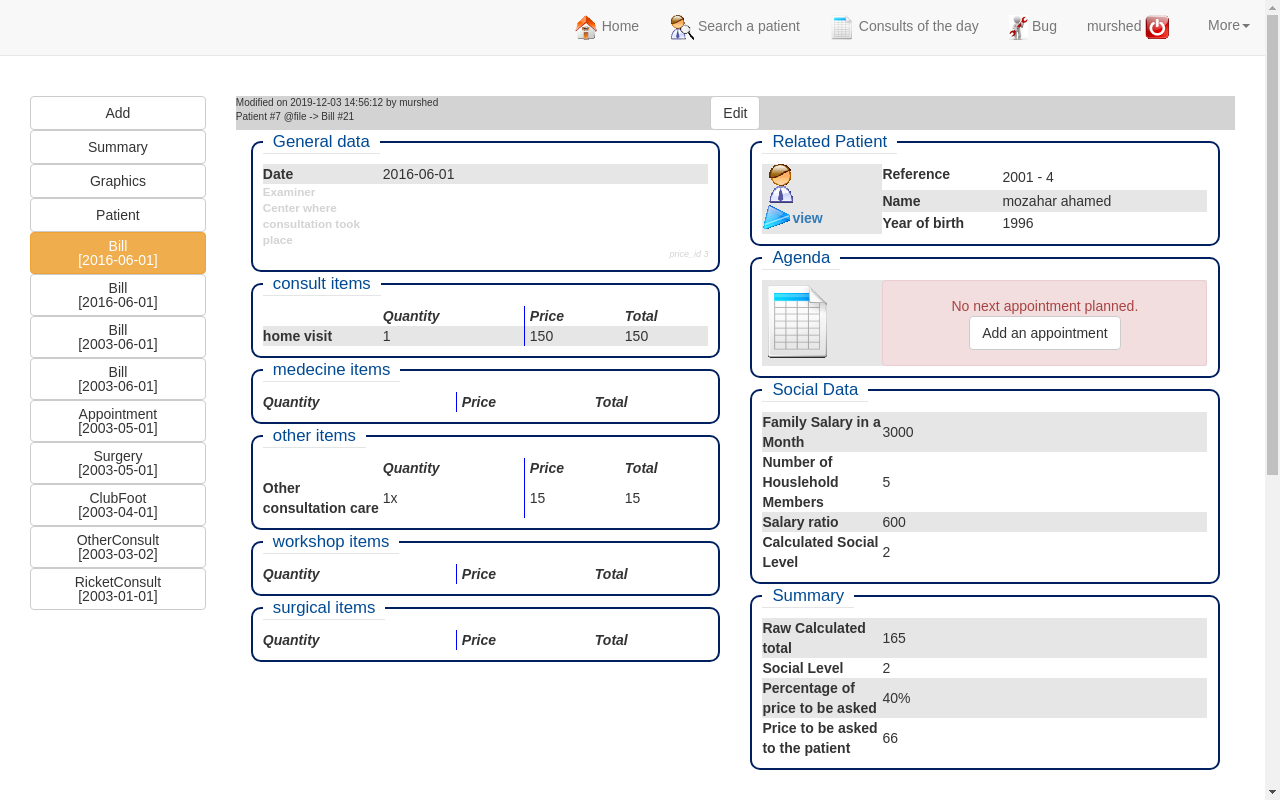 Home
Search a patient
Consults of the day
Bug
murshed
More
Add
Summary
Graphics
Patient
Bill
[2016-06-01]
Bill
[2016-06-01]
Bill
[2003-06-01]
Bill
[2003-06-01]
Appointment
[2003-05-01]
Surgery
[2003-05-01]
ClubFoot
[2003-04-01]
OtherConsult
[2003-03-02]
RicketConsult
[2003-01-01]
Modified on 2019-12-03 14:56:12 by murshed
Patient #7 @file -> Bill #21
Edit
General data
Date 2016-06-01
Examiner
Center where
consultation took
place
price_id 3
consult items
Quantity Price Total
home visit 1 150 150
medecine items
Quantity Price Total
other items
Quantity Price Total
Other
consultation care 1x 15 15
workshop items
Quantity Price Total
surgical items
Quantity Price Total
Related Patient
view
Reference 2001 - 4
Name mozahar ahamed
Year of birth 1996
Agenda
No next appointment planned.
Add an appointment
Social Data
Family Salary in a
Month 3000
Number of
Houslehold 5
Members
Salary ratio 600
Calculated Social
Level 2
Summary
Raw Calculated
total 165
Social Level 2
Percentage of
price to be asked 40%
Price to be asked
to the patient 66